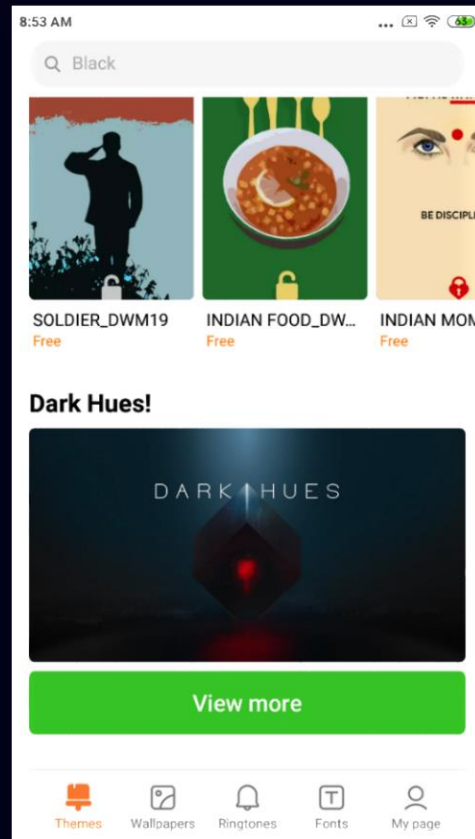 8:53 AM
63
Black
BE DISCIPL
SOLDIER_DWM19
INDIAN FOOD_DW...
INDIAN MOM
Free
Free
Free
Dark Hues!
DARK HUES
View more
Themes
Wallpapers
Ringtones
Fonts
My page